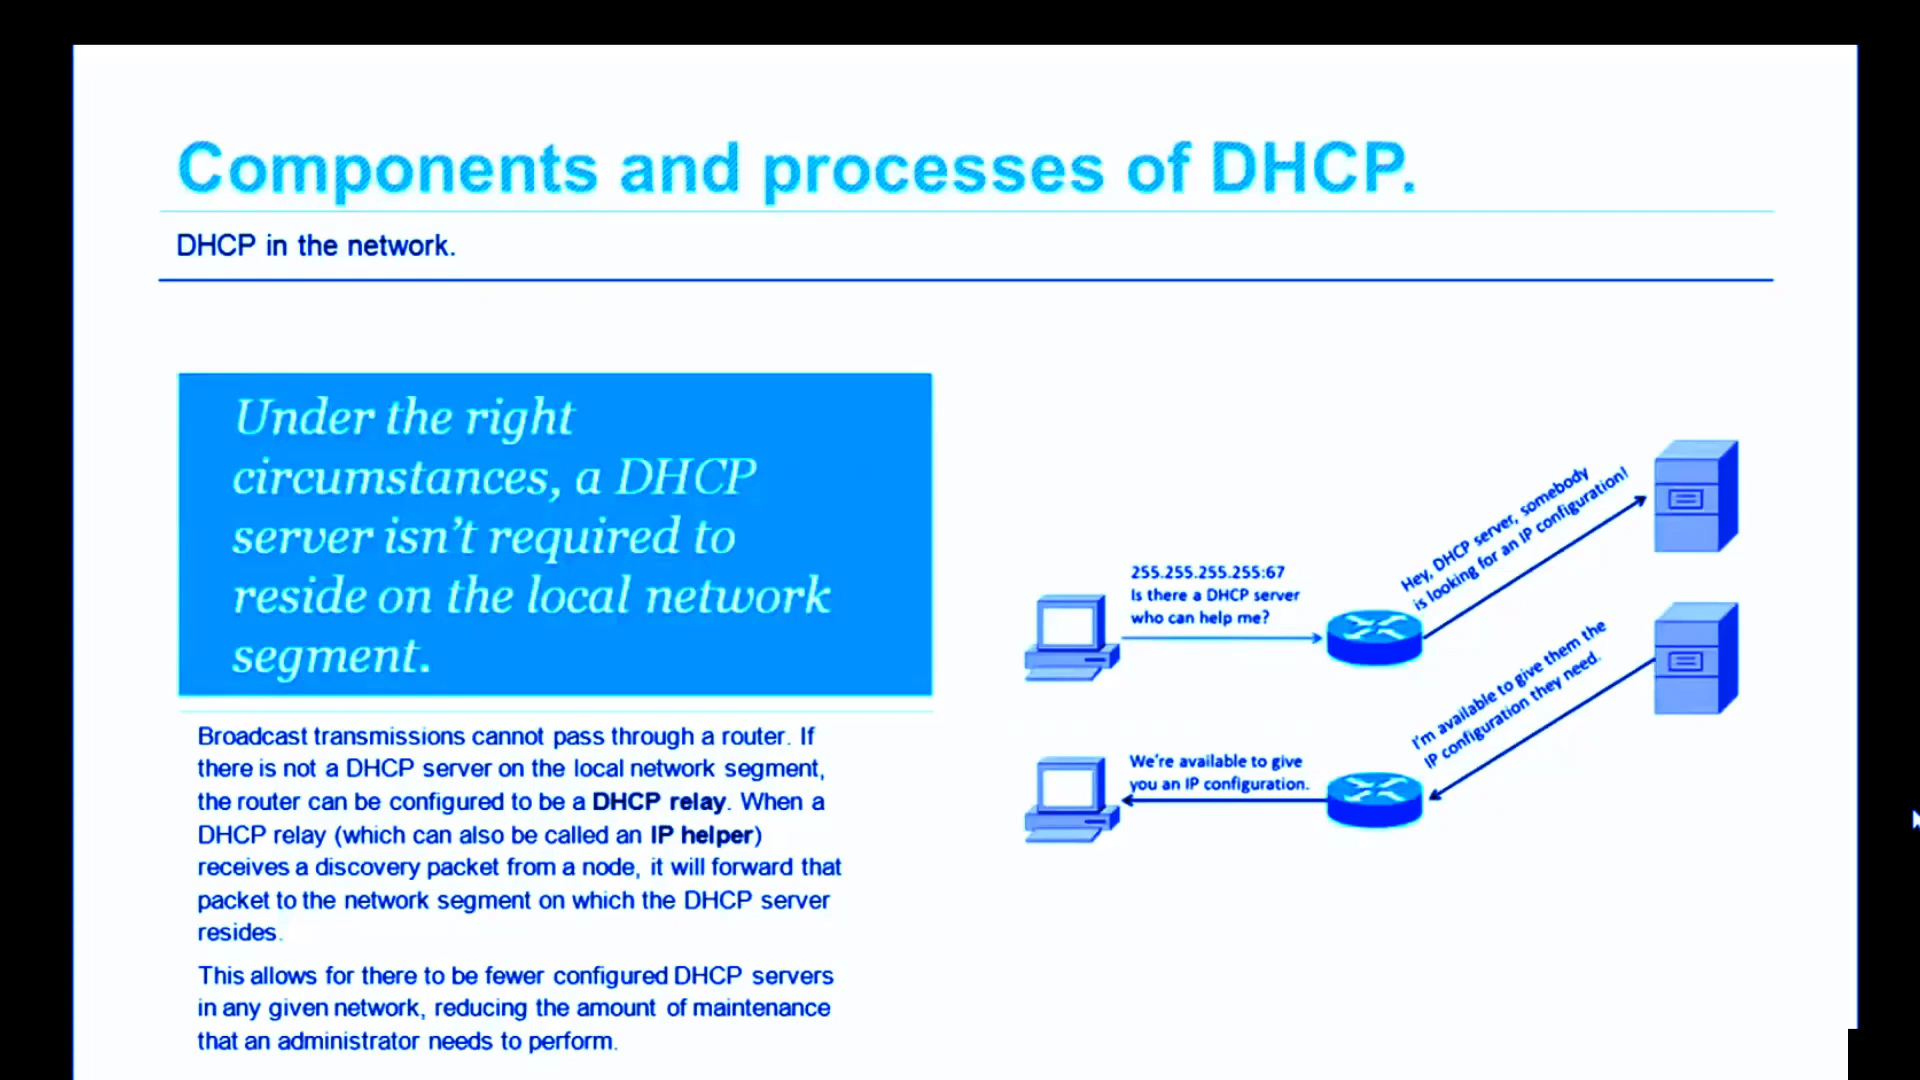 Components and processes of DHCP.
DHCP in the network.
Under the right
circumstances, a DHCP
server isn't required to
reside on the local network
segment.
Broadcast transmissions cannot pass through a router. If
there is not a DHCP server on the local network segment,
the router can be configured to be a DHCP relay. When a
DHCP relay (which can also be called an IP helper)
receives a discovery packet from a node, it will forward that
packet to the network segment on which the DHCP server
resides.
This allows for there to be fewer configured DHCP servers
in any given network, reducing the amount of maintenance
that an administrator needs to perform.
255.255.255.255:67
Is there a DHCP server
who can help me?
Hey, DHCP server, somebody
is looking for an IP configuration!
I'm available to give them the
IP configuration they need.
We're available to give
you an IP configuration.